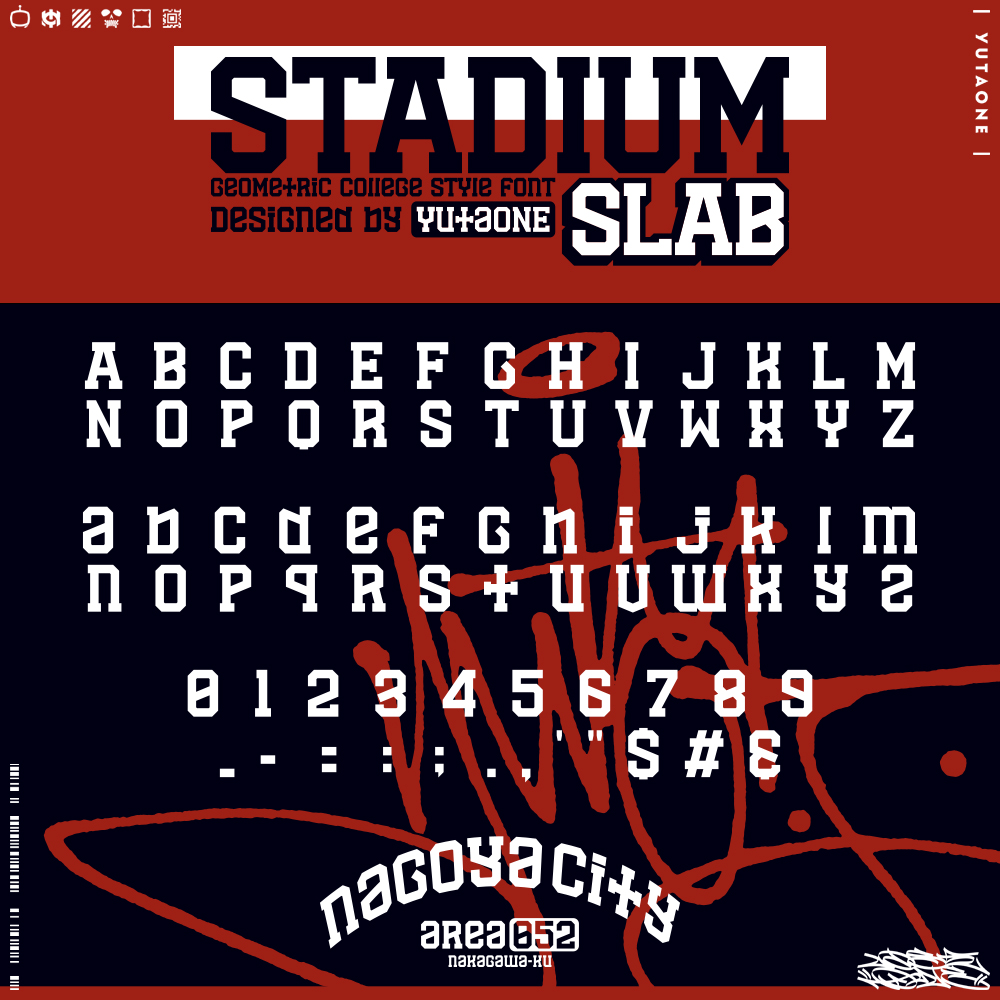 | YUTAONE |
STADIUM
GEOMEtRiC COllEGE StYlE FONT
DESiGNEd bY YUtaONE
SLAB
A B C D E F G H I J K L M
N O P Q R S T U V W X Y Z
a b C d e F G h i j k l m
n O P q R S t U V W X Y Z
0 1 2 3 4 5 6 7 8 9
_ - = : ; . , ' " $ # &
NaGOYa City
aREa 052
NaKaGaWa-KU